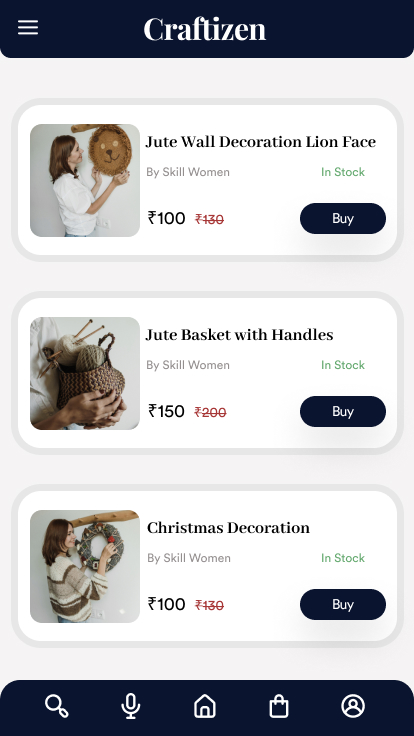 Craftizen
Jute Wall Decoration Lion Face
By Skill Women In Stock
₹100 ₹130 Buy
Jute Basket with Handles
By Skill Women In Stock
₹150 ₹200 Buy
Christmas Decoration
By Skill Women In Stock
₹100 ₹130 Buy